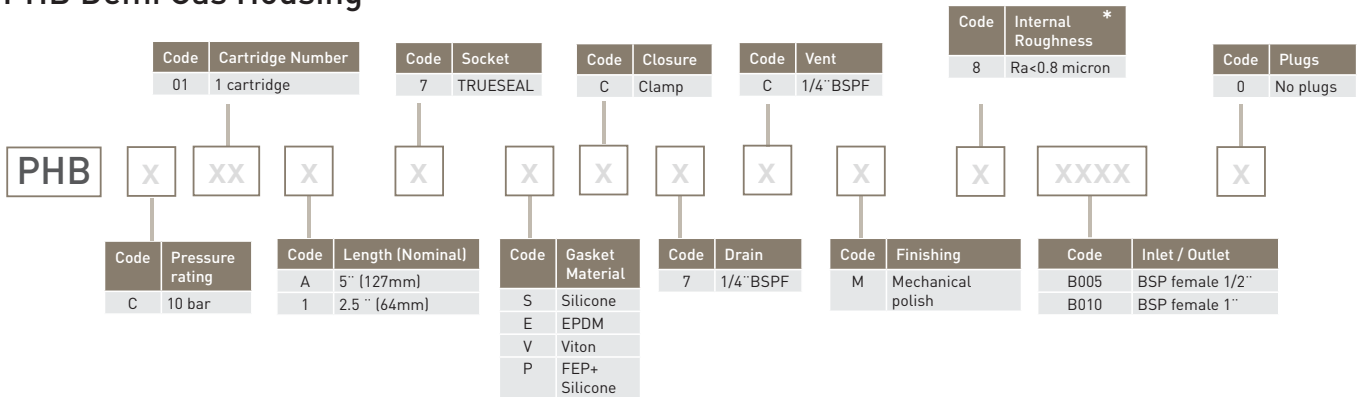 PHB Demi Gas Housing
Code Cartridge Number
01 1 cartridge
Code Socket
7 TRUESEAL
Code Closure
C Clamp
Code Vent
C 1/4¨BSPF
Code Internal *
Roughness
8 Ra<0.8 micron
Code Plugs
0 No plugs
PHB X XX X X X X X X X X XXXX X
Code Pressure
rating
C 10 bar
Code Length (Nominal)
A 5¨ (127mm)
1 2.5 ¨ (64mm)
Code Gasket
Material
S Silicone
E EPDM
V Viton
P FEP+
Silicone
Code Drain
7 1/4¨BSPF
Code Finishing
M Mechanical
polish
Code Inlet / Outlet
B005 BSP female 1/2¨
B010 BSP female 1¨